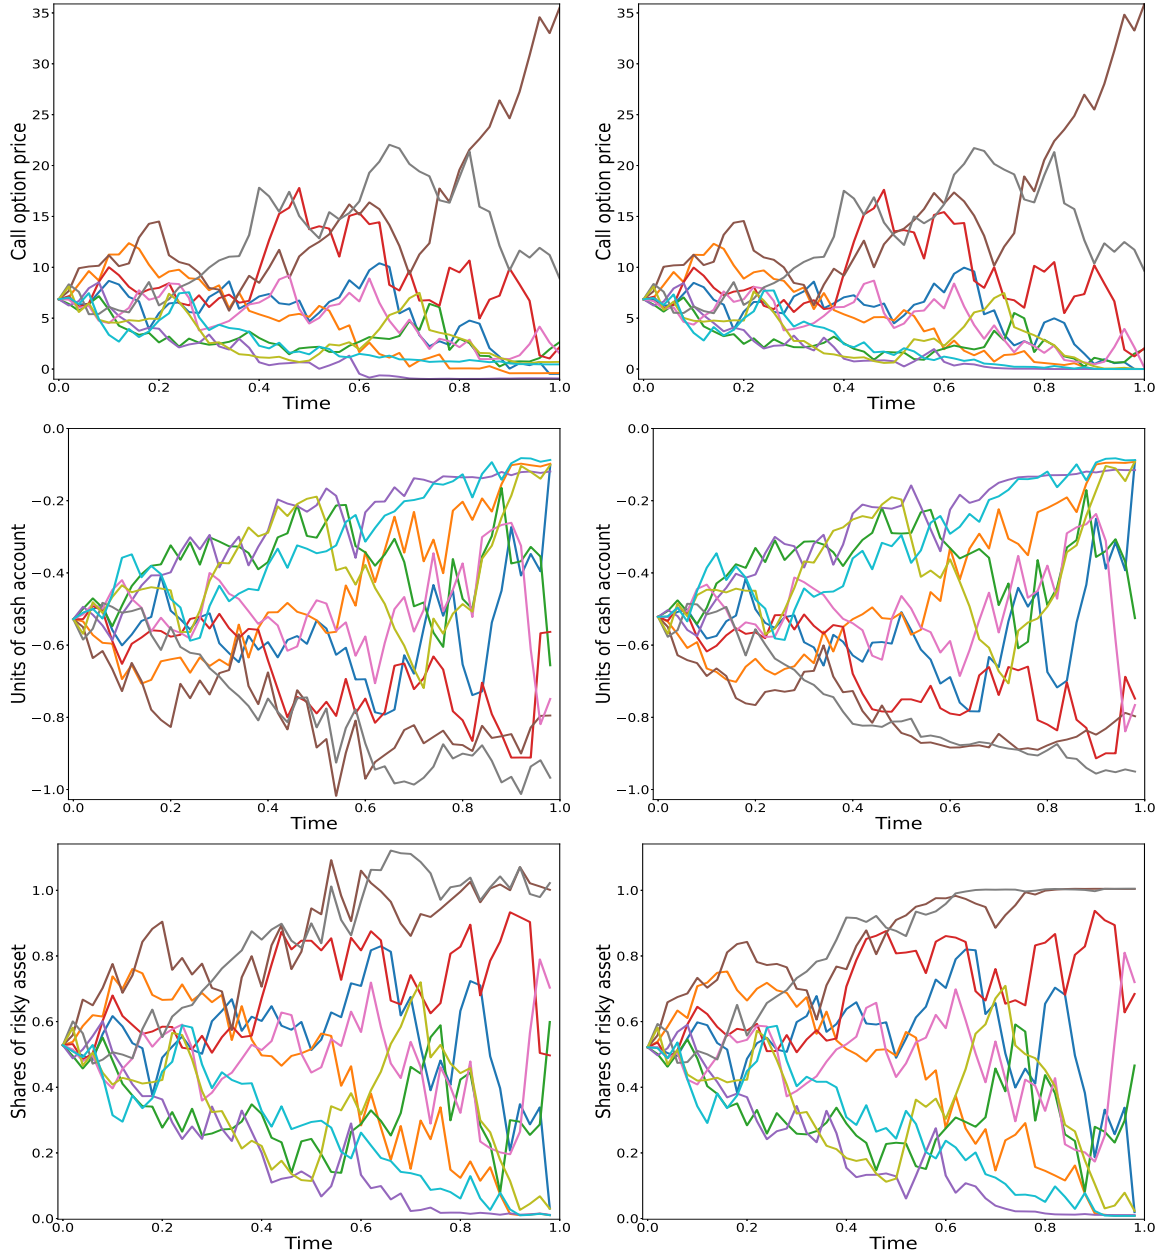 Call option price
35
30
25
20
15
10
5
0
0.0 0.2 0.4 0.6 0.8 1.0
Time
Call option price
35
30
25
20
15
10
5
0
0.0 0.2 0.4 0.6 0.8 1.0
Time
Units of cash account
0.0
−0.2
−0.4
−0.6
−0.8
−1.0
0.0 0.2 0.4 0.6 0.8 1.0
Time
Units of cash account
0.0
−0.2
−0.4
−0.6
−0.8
−1.0
0.0 0.2 0.4 0.6 0.8 1.0
Time
Shares of risky asset
1.0
0.8
0.6
0.4
0.2
0.0
0.0 0.2 0.4 0.6 0.8 1.0
Time
Shares of risky asset
1.0
0.8
0.6
0.4
0.2
0.0
0.0 0.2 0.4 0.6 0.8 1.0
Time